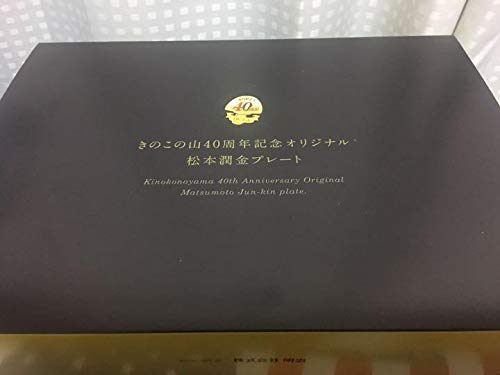 40
きのこの山40周年記念オリジナル
松本潤金プレート
Kinokonoyama 40th Anniversary Original
Matsumoto Jun-kin plate.
株式会社 明治